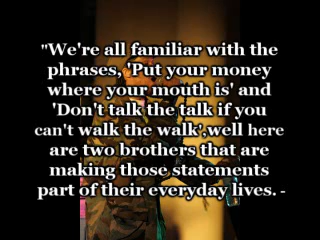 "We're all familiar with the
phrases, 'Put your money
where your mouth is' and
'Don't talk the talk if you
can't walk the walk',well here
are two brothers that are
making those statements
part of their everyday lives. -